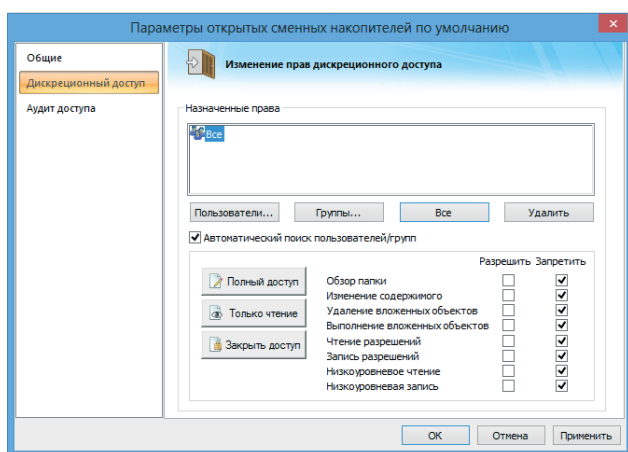 Параметры открытых сменных накопителей по умолчанию
Общие
Дискреционный доступ
Аудит доступа
Изменение прав дискреционного доступа
Назначенные права
Все
Пользователи... Группы... Все Удалить
Автоматический поиск пользователей/групп
Разрешить Запретить
Полный доступ
Только чтение
Закрыть доступ
Обзор папки
Изменение содержимого
Удаление вложенных объектов
Выполнение вложенных объектов
Чтение разрешений
Запись разрешений
Низкоуровневое чтение
Низкоуровневая запись
ОК Отмена Применить